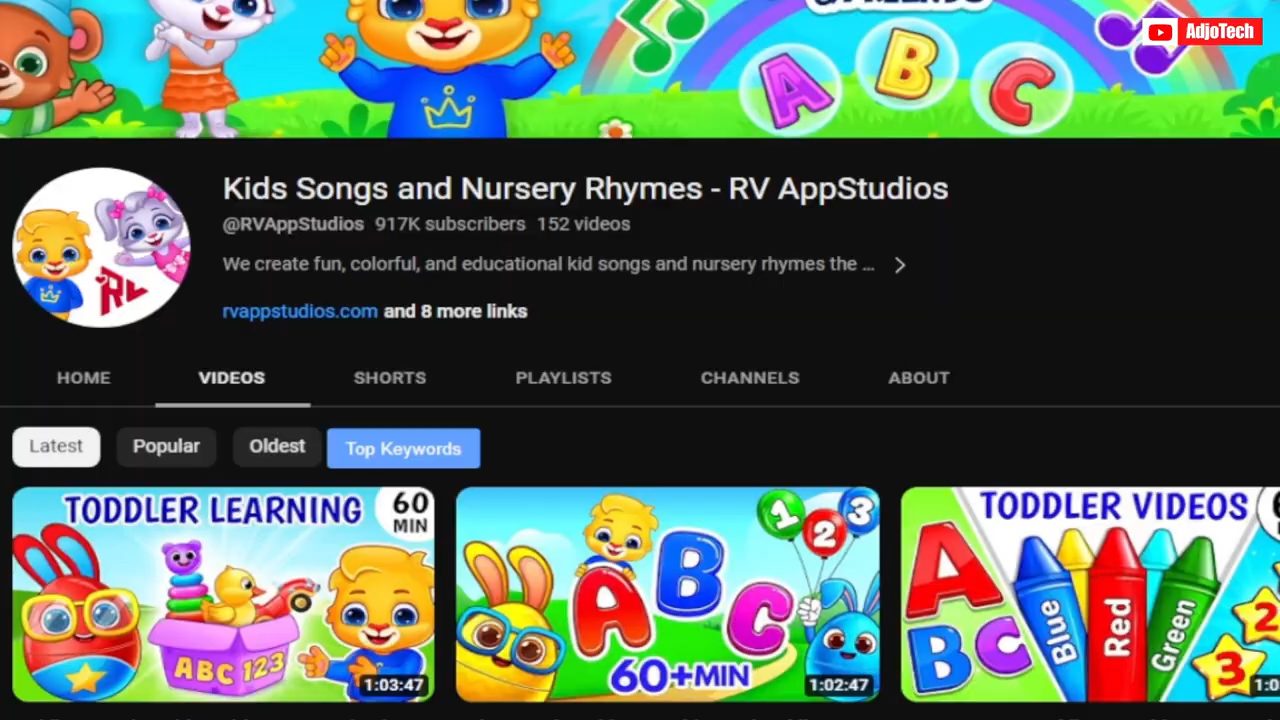 & FRIENDS
AdjoTech
A B C
Kids Songs and Nursery Rhymes - RV AppStudios
@RVAppStudios 917K subscribers 152 videos
We create fun, colorful, and educational kid songs and nursery rhymes the ...
rvappstudios.com and 8 more links
HOME VIDEOS SHORTS PLAYLISTS CHANNELS ABOUT
Latest Popular Oldest Top Keywords
TODDLER LEARNING
60
MIN
ABC 123
1:03:47
1 2 3
A B C
60+MIN
1:02:47
TODDLER VIDEOS
A
B C
Blue Red Green
2
3